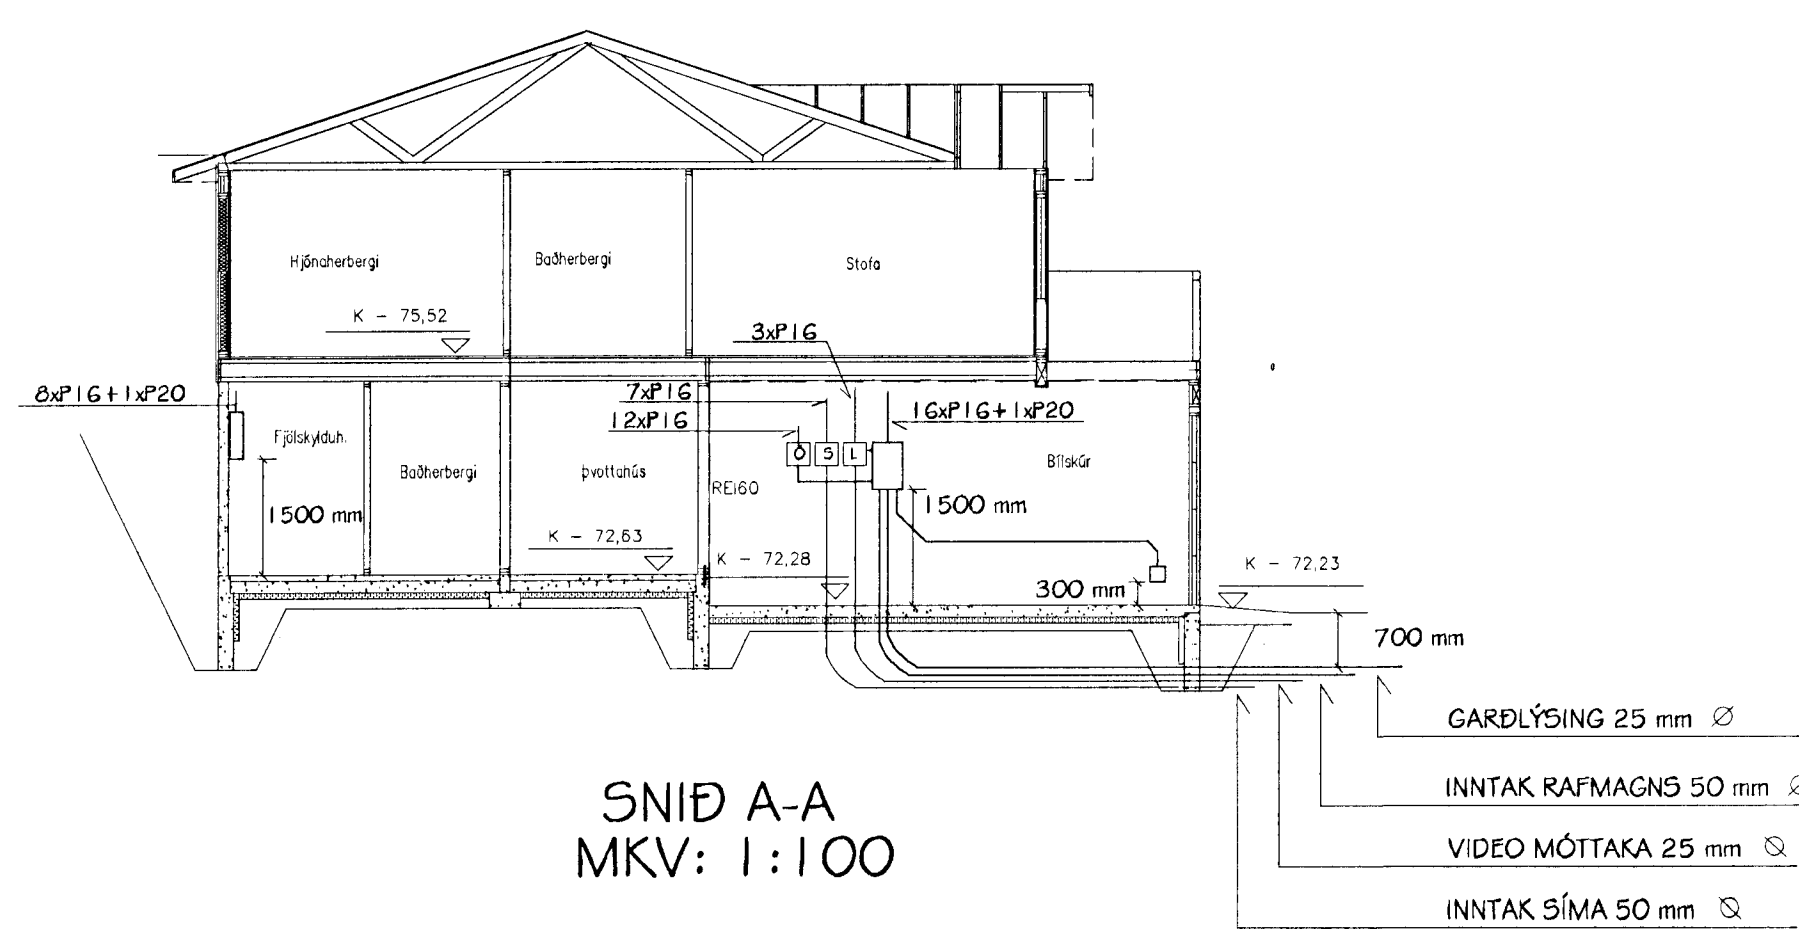 Hjónaherbergi
Baðherbergi
Stofa
K - 75,52
3xP16
8xP16+1xP20
7xP16
16xP16+1xP20
12xP16
Fjölskylduh.
Ö S L
Baðherbergi
Þvottahús
Bílskúr
REI60
1500 mm
1500 mm
K - 72,63
K - 72,28
K - 72,23
300 mm
700 mm
GARÐLÝSING 25 mm Ø
INNTAK RAFMAGNS 50 mm Ø
VIDEO MÓTTAKA 25 mm Ø
INNTAK SÍMA 50 mm Ø
SNIÐ A-A
MKV: 1:100